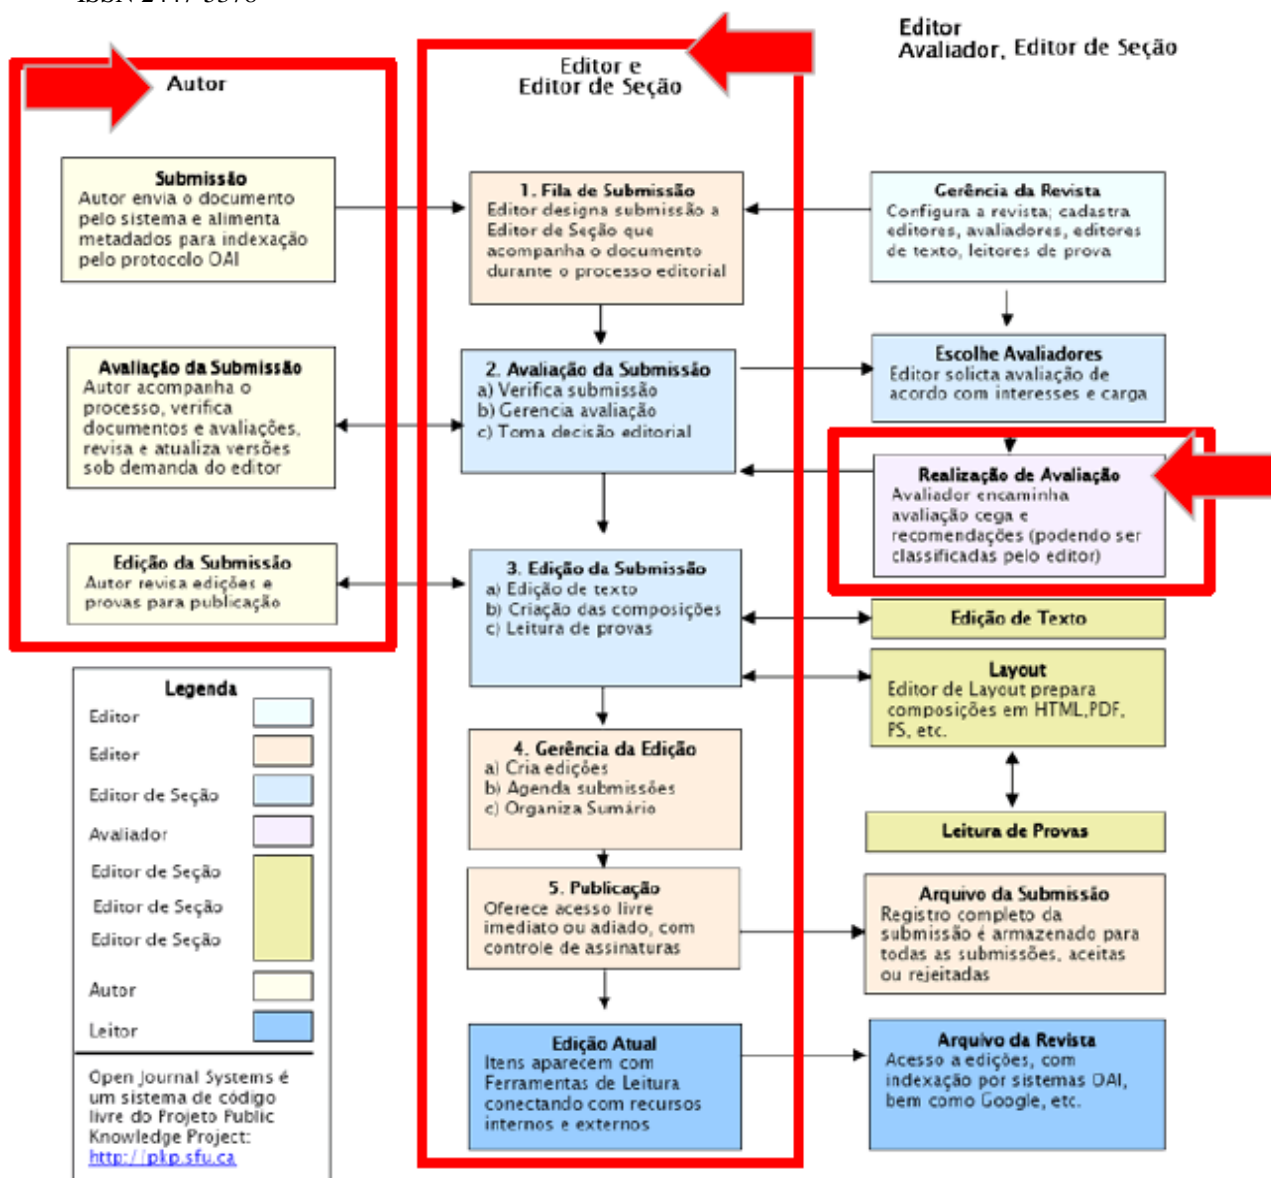 Editor
Avaliador, Editor de Seção
Autor
Editor e
Editor de Seção
Submissão
Autor envia o documento
pelo sistema e alimenta
metadados para indexação
pelo protocolo OAI
1. Fila de Submissão
Editor designa submissão a
Editor de Seção que
acompanha o documento
durante o processo editorial
Gerência da Revista
Configura a revista; cadastra
editores, avaliadores, editores
de texto, leitores de prova
Avaliação da Submissão
Autor acompanha o
processo, verifica
documentos e avaliações,
revisa e atualiza versões
sob demanda do editor
2. Avaliação da Submissão
a) Verifica submissão
b) Gerencia avaliação
c) Toma decisão editorial
Escolhe Avaliadores
Editor solicta avaliação de
acordo com interesses e carga
Realização de Avaliação
Avaliador encaminha
avaliação cega e
recomendações (podendo ser
classificadas pelo editor)
Edição da Submissão
Autor revisa edições e
provas para publicação
3. Edição da Submissão
a) Edição de texto
b) Criação das composições
c) Leitura de provas
Edição de Texto
Layout
Editor de Layout prepara
composições em HTML,PDF,
PS, etc.
Legenda
Editor
Editor
Editor de Seção
Avaliador
Editor de Seção
Editor de Seção
Editor de Seção
Autor
Leitor
4. Gerência da Edição
a) Cria edições
b) Agenda submissões
c) Organiza Sumário
Leitura de Provas
5. Publicação
Oferece acesso livre
imediato ou adiado, com
controle de assinaturas
Arquivo da Submissão
Registro completo da
submissão é armazenado para
todas as submissões, aceitas
ou rejeitadas
Edição Atual
Itens aparecem com
Ferramentas de Leitura
conectando com recursos
internos e externos
Arquivo da Revista
Acesso a edições, com
indexação por sistemas OAI,
bem como Google, etc.
Open Journal Systems é
um sistema de código
livre do Projeto Public
Knowledge Project:
http://pkp.sfu.ca